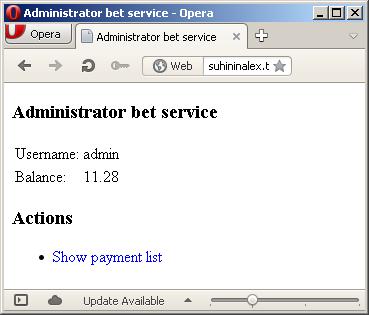 Administrator bet service - Opera
Opera
Administrator bet service
Web
suhininalex.t
Administrator bet service
Username: admin
Balance: 11.28
Actions
Show payment list
Update Available